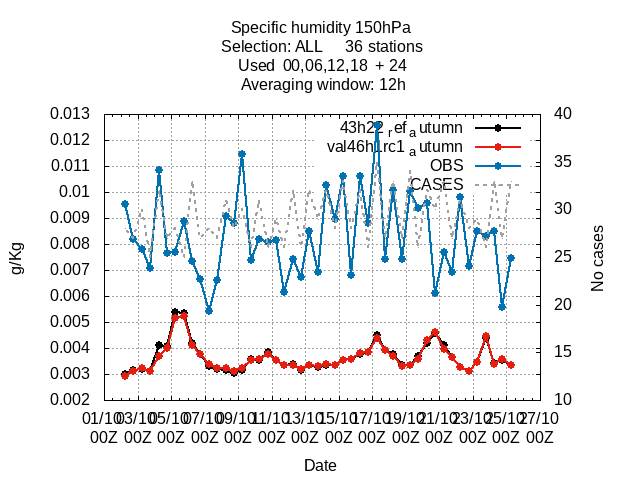 Specific humidity 150hPa
Selection: ALL 36 stations
Used 00,06,12,18 + 24
Averaging window: 12h
43h22_ref_autumn
val46h1rc1_autumn
OBS
CASES
0.013
0.012
0.011
0.01
0.009
0.008
0.007
0.006
0.005
0.004
0.003
0.002
g/Kg
40
35
30
25
20
15
10
No cases
01/10 03/10 05/10 07/10 09/10 11/10 13/10 15/10 17/10 19/10 21/10 23/10 25/10 27/10
00Z 00Z 00Z 00Z 00Z 00Z 00Z 00Z 00Z 00Z 00Z 00Z 00Z 00Z
Date